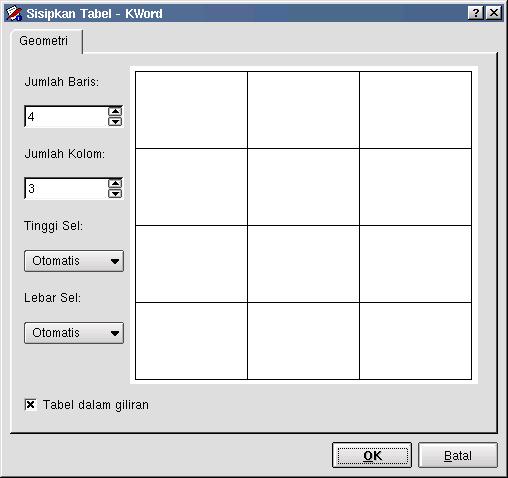 Sisipkan Tabel - KWord
Geometri
Jumlah Baris:
4
Jumlah Kolom:
3
Tinggi Sel:
Otomatis
Lebar Sel:
Otomatis
Tabel dalam giliran
OK
Batal